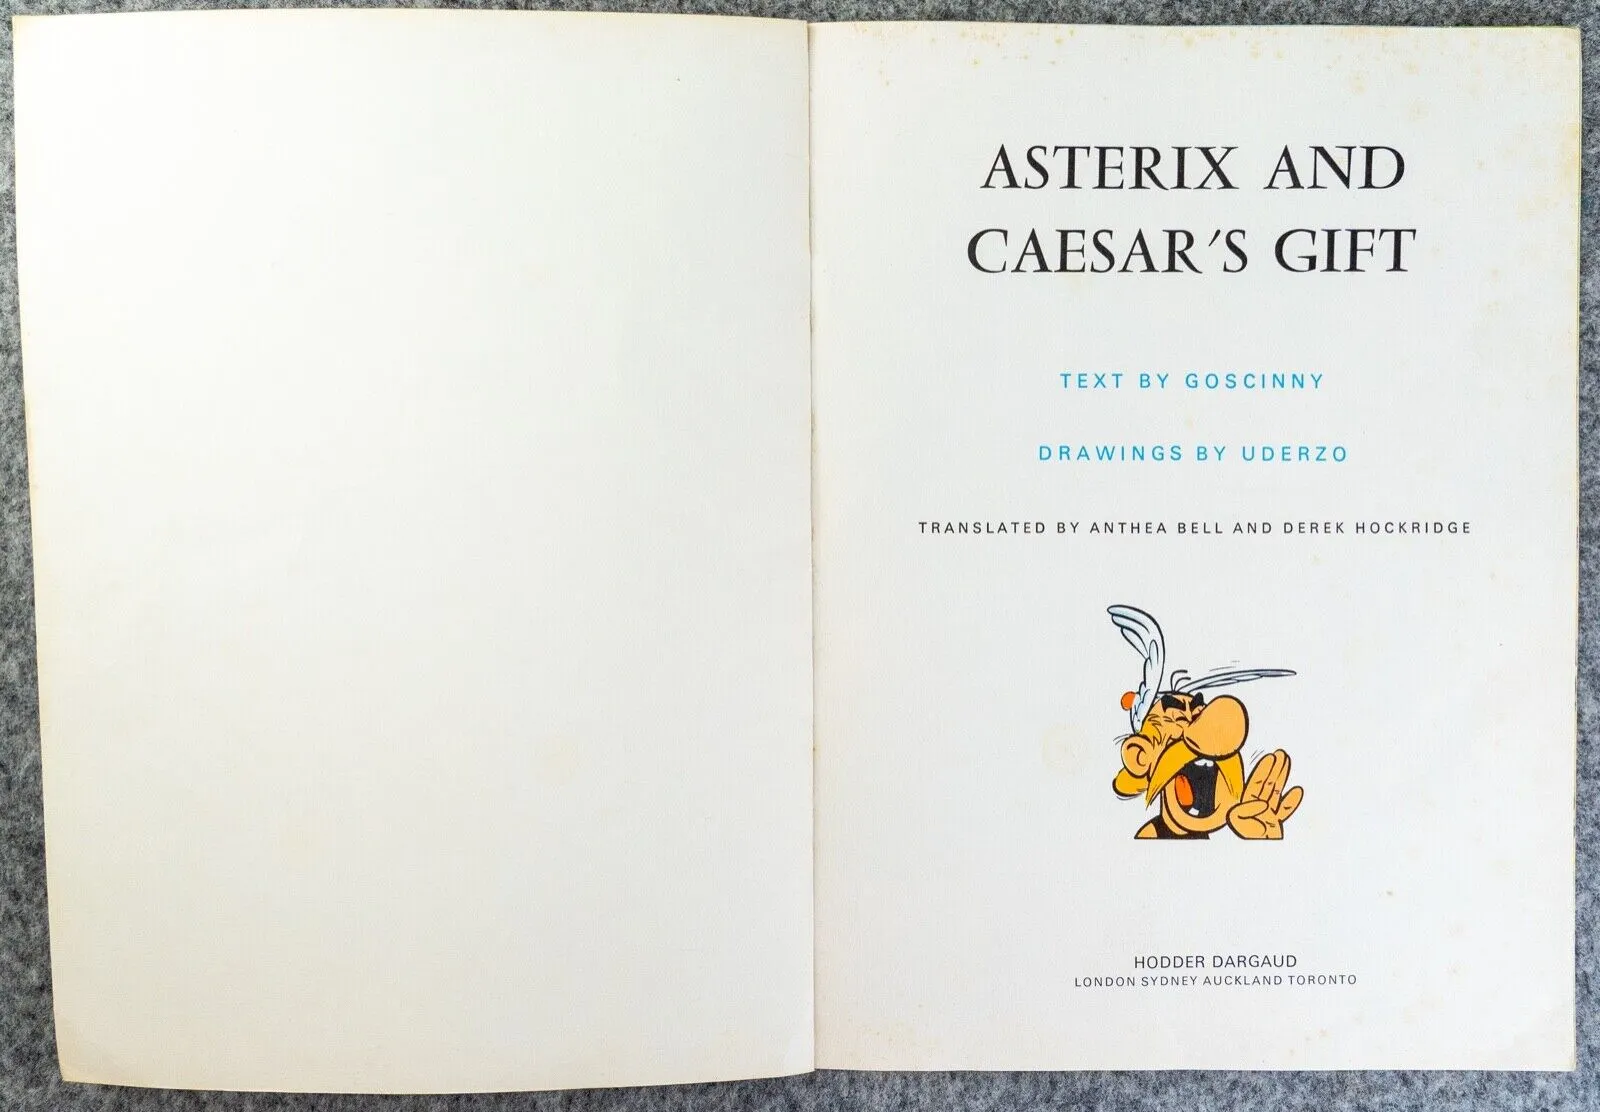 ASTERIX AND
CAESAR'S GIFT
TEXT BY GOSCINNY
DRAWINGS BY UDERZO
TRANSLATED BY ANTHEA BELL AND DEREK HOCKRIDGE
HODDER DARGAUD
LONDON SYDNEY AUCKLAND TORONTO